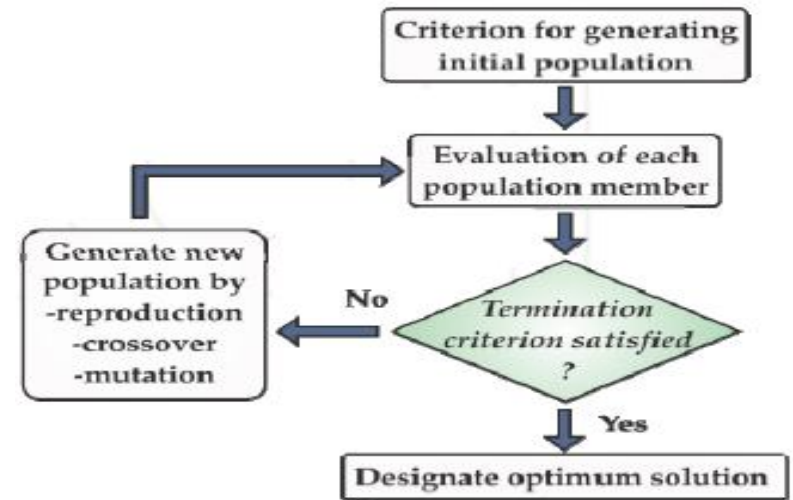 Criterion for generating
initial population
Evaluation of each
population member
Generate new
population by
-reproduction
-crossover
-mutation
No
Termination
criterion satisfied
?
Yes
Designate optimum solution